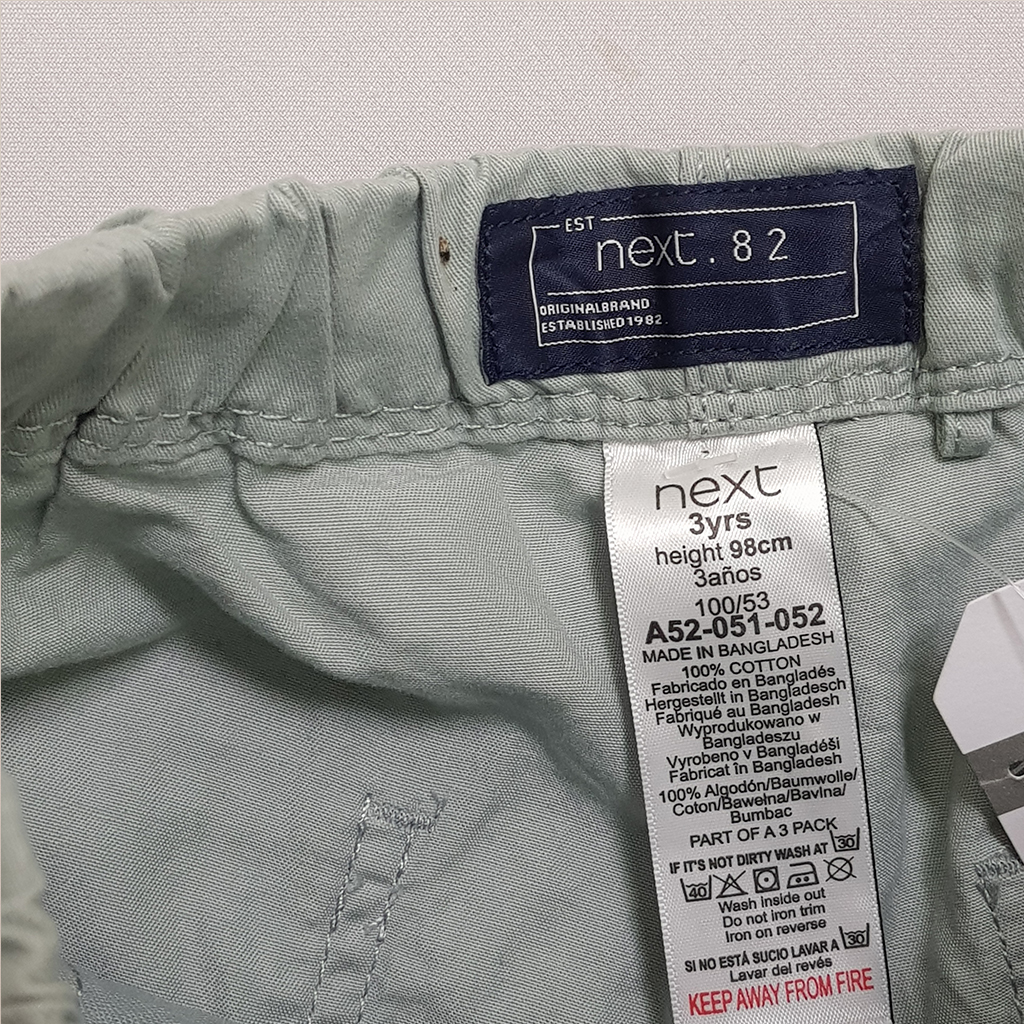 EST
next.82
ORIGINALBRAND
ESTABLISHED1982.
next
3yrs
height 98cm
3años
100/53
A52-051-052
MADE IN BANGLADESH
100% COTTON
Fabricado en Bangladés
Hergestellt in Bangladesch
Fabriqué au Bangladesh
Wyprodukowano w
Bangladeszu
Vyrobeno v Bangladéši
Fabricat în Bangladesh
100% Algodón/Baumwolle/
Coton/Bawełna/Bavlna/
Bumbac
PART OF A 3 PACK
IF IT'S NOT DIRTY WASH AT 30
40
Wash inside out
Do not iron trim
Iron on reverse
SI NO ESTÁ SUCIO LAVAR A 30
Lavar del revés
KEEP AWAY FROM FIRE